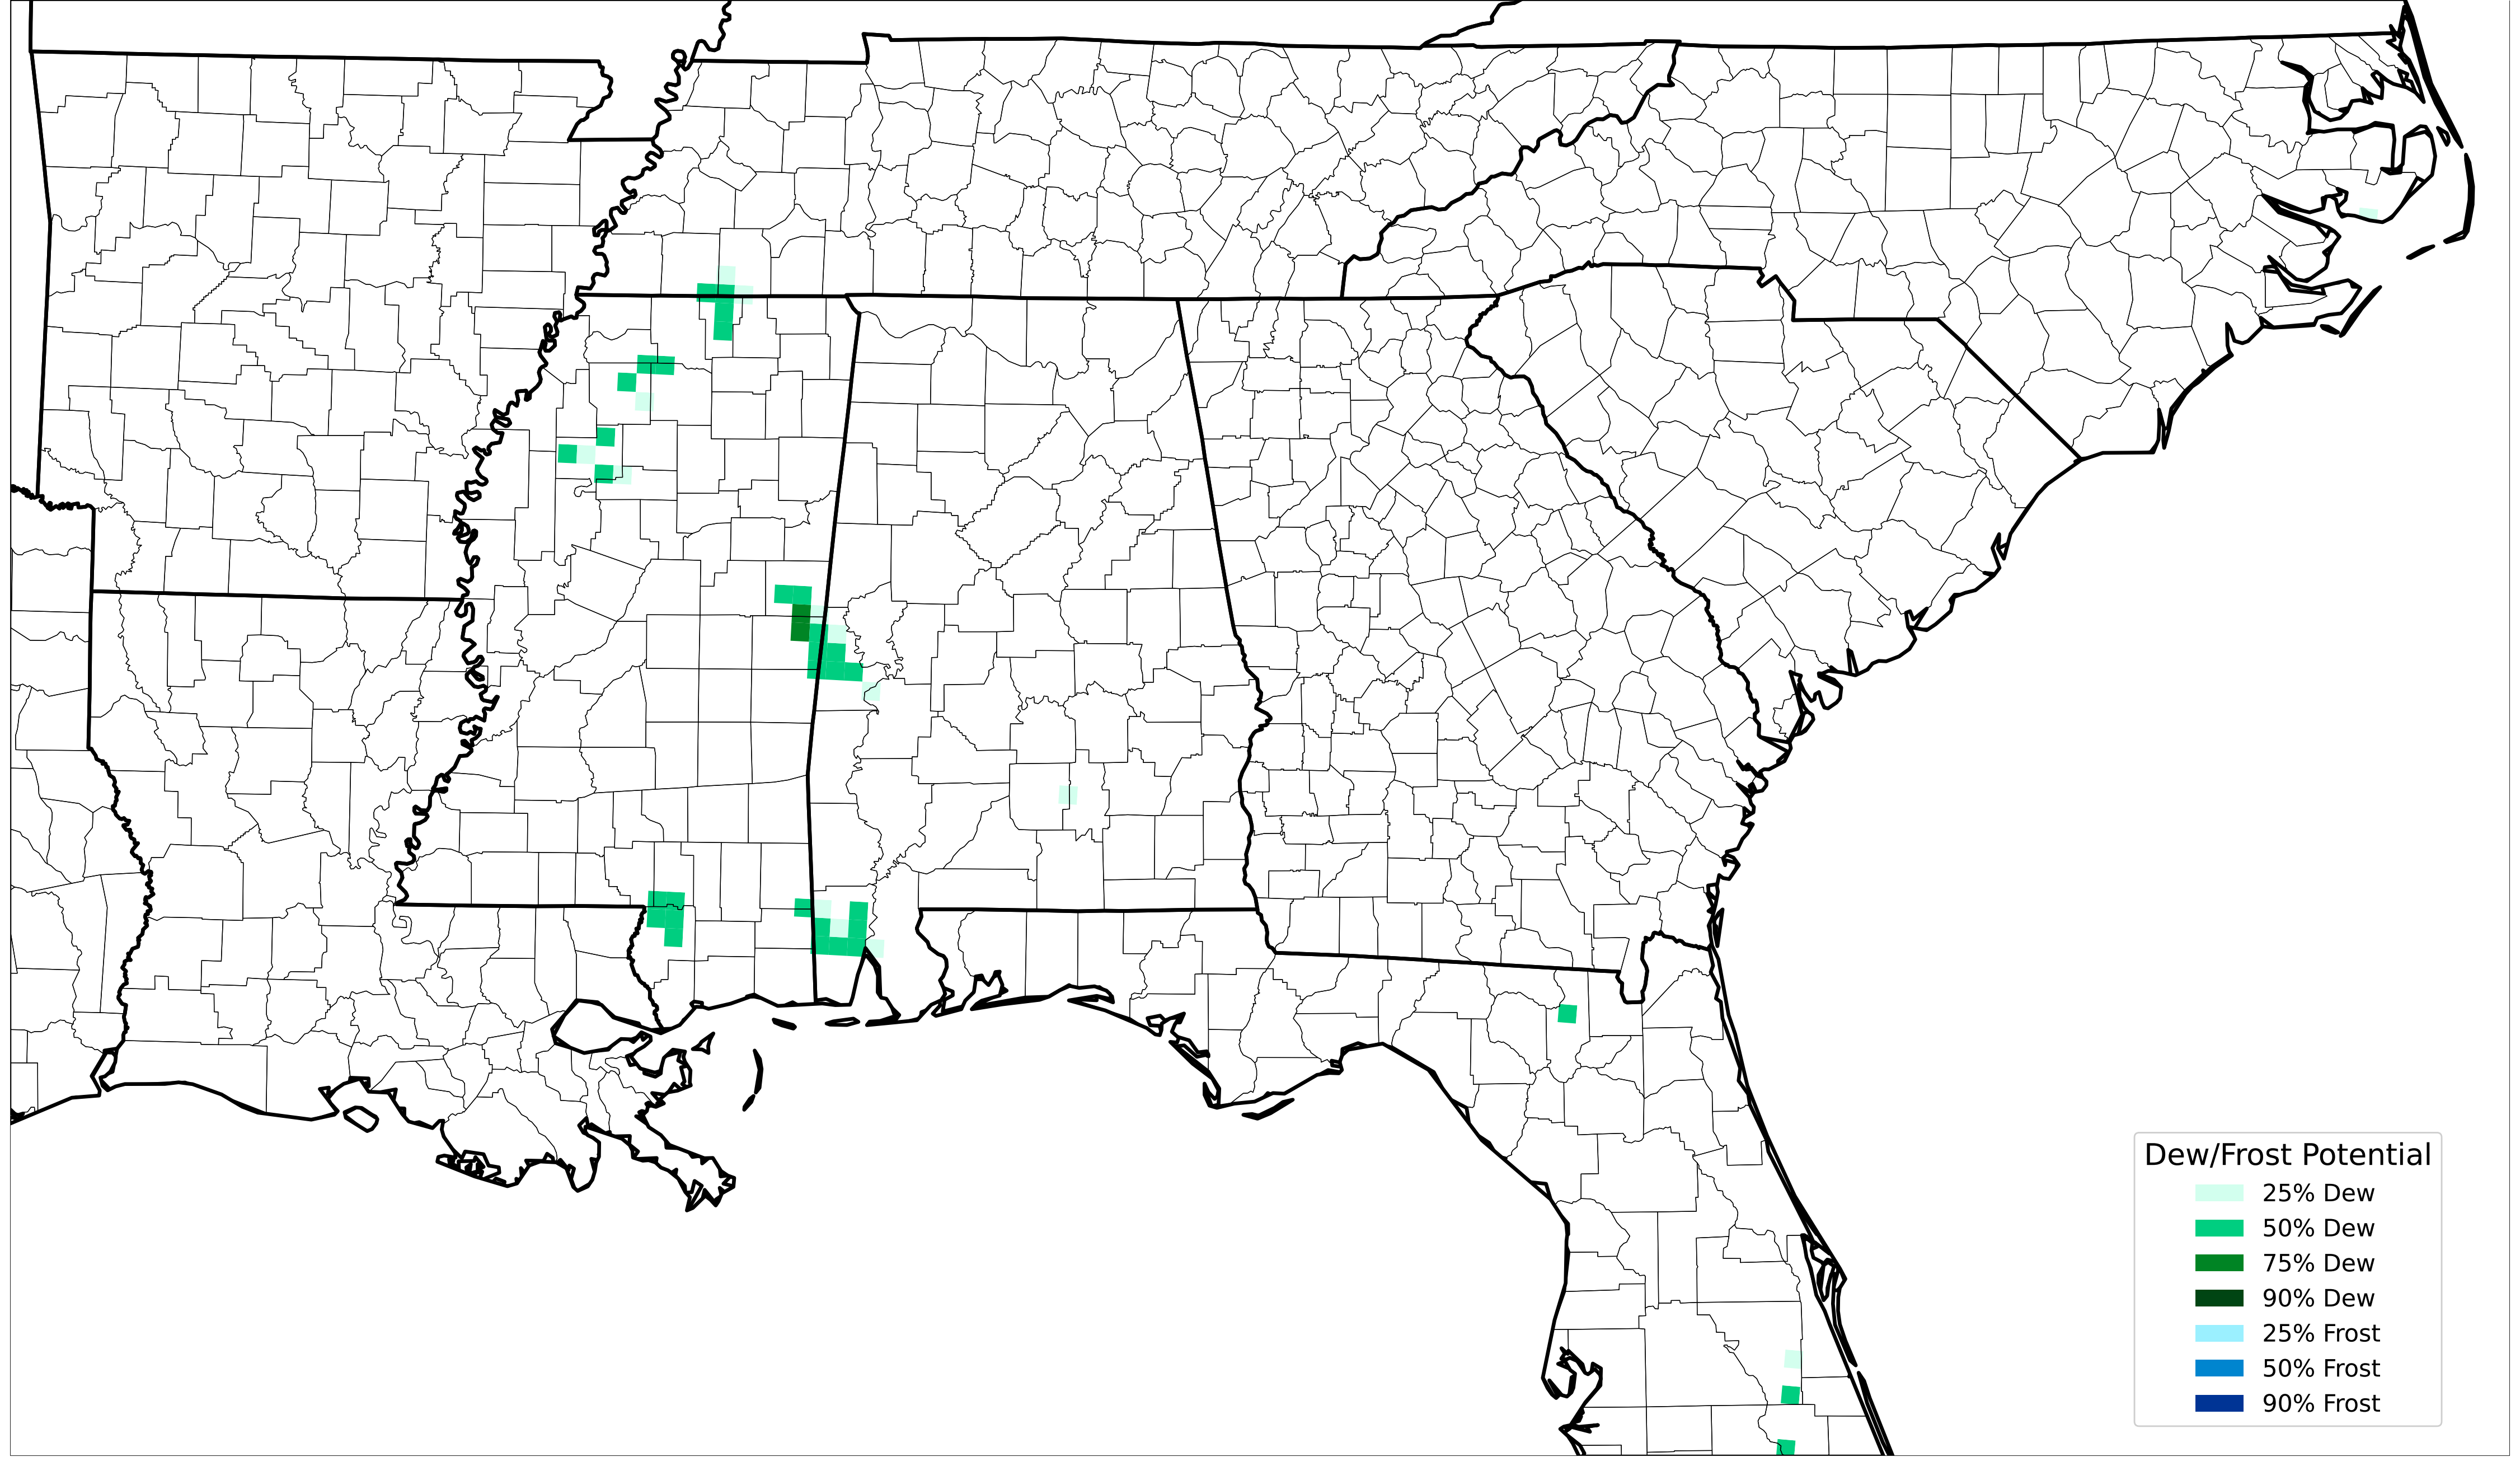 Dew/Frost Potential
25% Dew
50% Dew
75% Dew
90% Dew
25% Frost
50% Frost
90% Frost